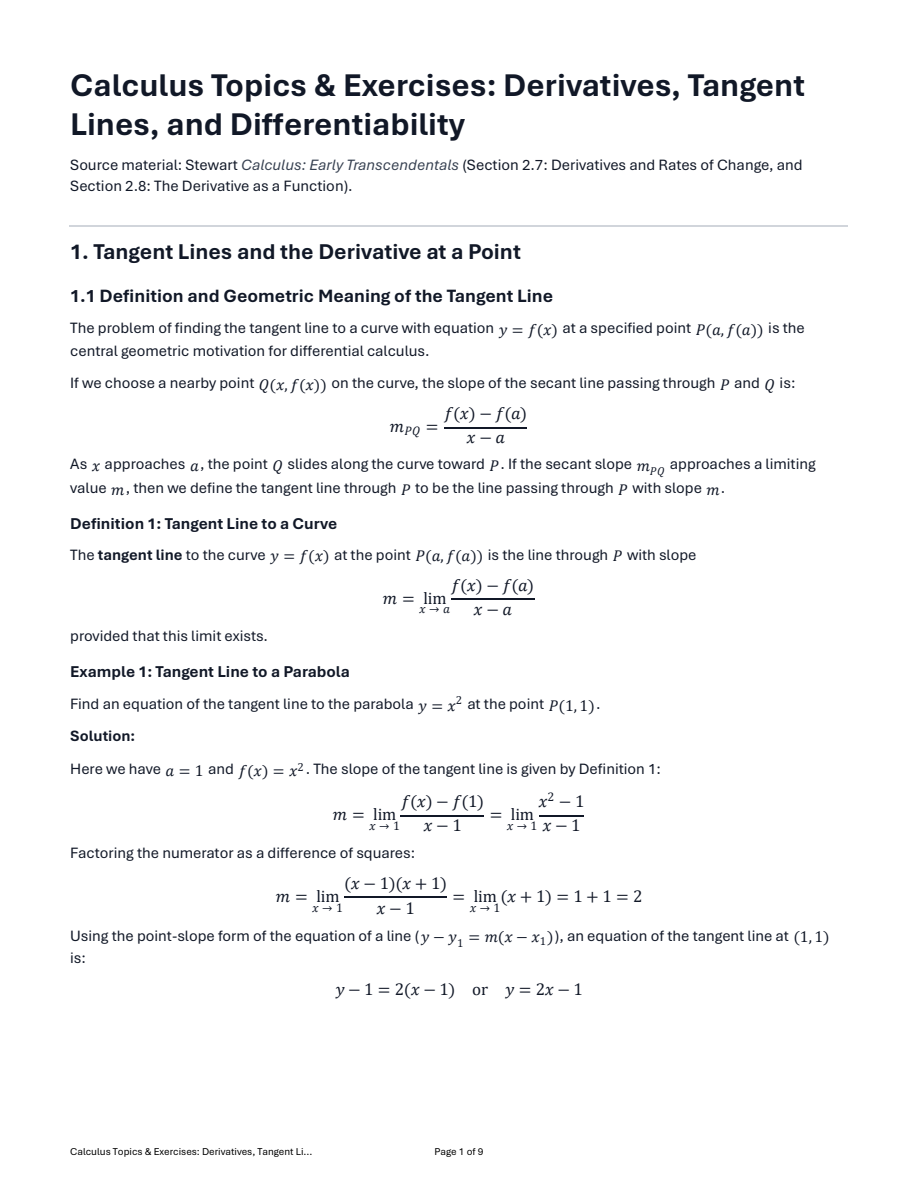 Calculus Topics & Exercises: Derivatives, Tangent
Lines, and Differentiability
Source material: Stewart Calculus: Early Transcendentals (Section 2.7: Derivatives and Rates of Change, and
Section 2.8: The Derivative as a Function).
1. Tangent Lines and the Derivative at a Point
1.1 Definition and Geometric Meaning of the Tangent Line
The problem of finding the tangent line to a curve with equation y = f(x) at a specified point P(a, f(a)) is the
central geometric motivation for differential calculus.
If we choose a nearby point Q(x, f(x)) on the curve, the slope of the secant line passing through P and Q is:
m_{PQ} = \frac{f(x) − f(a)}{x − a}
As x approaches a, the point Q slides along the curve toward P. If the secant slope m_{PQ} approaches a limiting
value m, then we define the tangent line through P to be the line passing through P with slope m.
Definition 1: Tangent Line to a Curve
The tangent line to the curve y = f(x) at the point P(a, f(a)) is the line through P with slope
m = \lim_{x → a} \frac{f(x) − f(a)}{x − a}
provided that this limit exists.
Example 1: Tangent Line to a Parabola
Find an equation of the tangent line to the parabola y = x² at the point P(1, 1).
Solution:
Here we have a = 1 and f(x) = x². The slope of the tangent line is given by Definition 1:
m = \lim_{x → 1} \frac{f(x) − f(1)}{x − 1} = \lim_{x → 1} \frac{x² − 1}{x − 1}
Factoring the numerator as a difference of squares:
m = \lim_{x → 1} \frac{(x − 1)(x + 1)}{x − 1} = \lim_{x → 1} (x + 1) = 1 + 1 = 2
Using the point-slope form of the equation of a line (y − y₁ = m(x − x₁)), an equation of the tangent line at (1, 1)
is:
y − 1 = 2(x − 1) or y = 2x − 1
Calculus Topics & Exercises: Derivatives, Tangent Li... Page 1 of 9